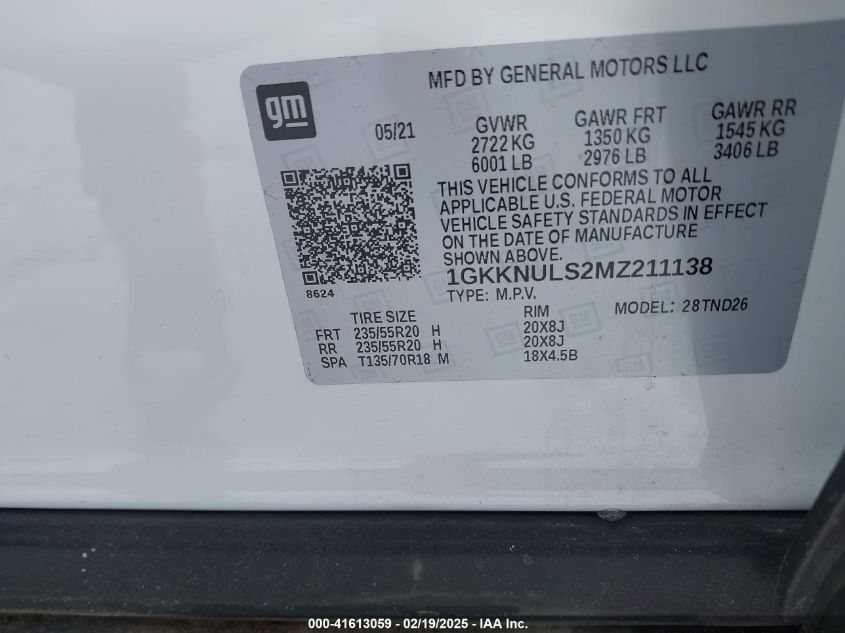 MFD BY GENERAL MOTORS LLC
gm
05/21
GVWR GAWR FRT GAWR RR
2722 KG 1350 KG 1545 KG
6001 LB 2976 LB 3406 LB
THIS VEHICLE CONFORMS TO ALL
APPLICABLE U.S. FEDERAL MOTOR
VEHICLE SAFETY STANDARDS IN EFFECT
ON THE DATE OF MANUFACTURE
SHOWN ABOVE.
1GKKNULS2MZ211138
8624
TYPE: M.P.V. MODEL: 28TND26
TIRE SIZE RIM
FRT 235/55R20 H 20X8J
RR 235/55R20 H 20X8J
SPA T135/70R18 M 18X4.5B
000-41613059 - 02/19/2025 - IAA Inc.